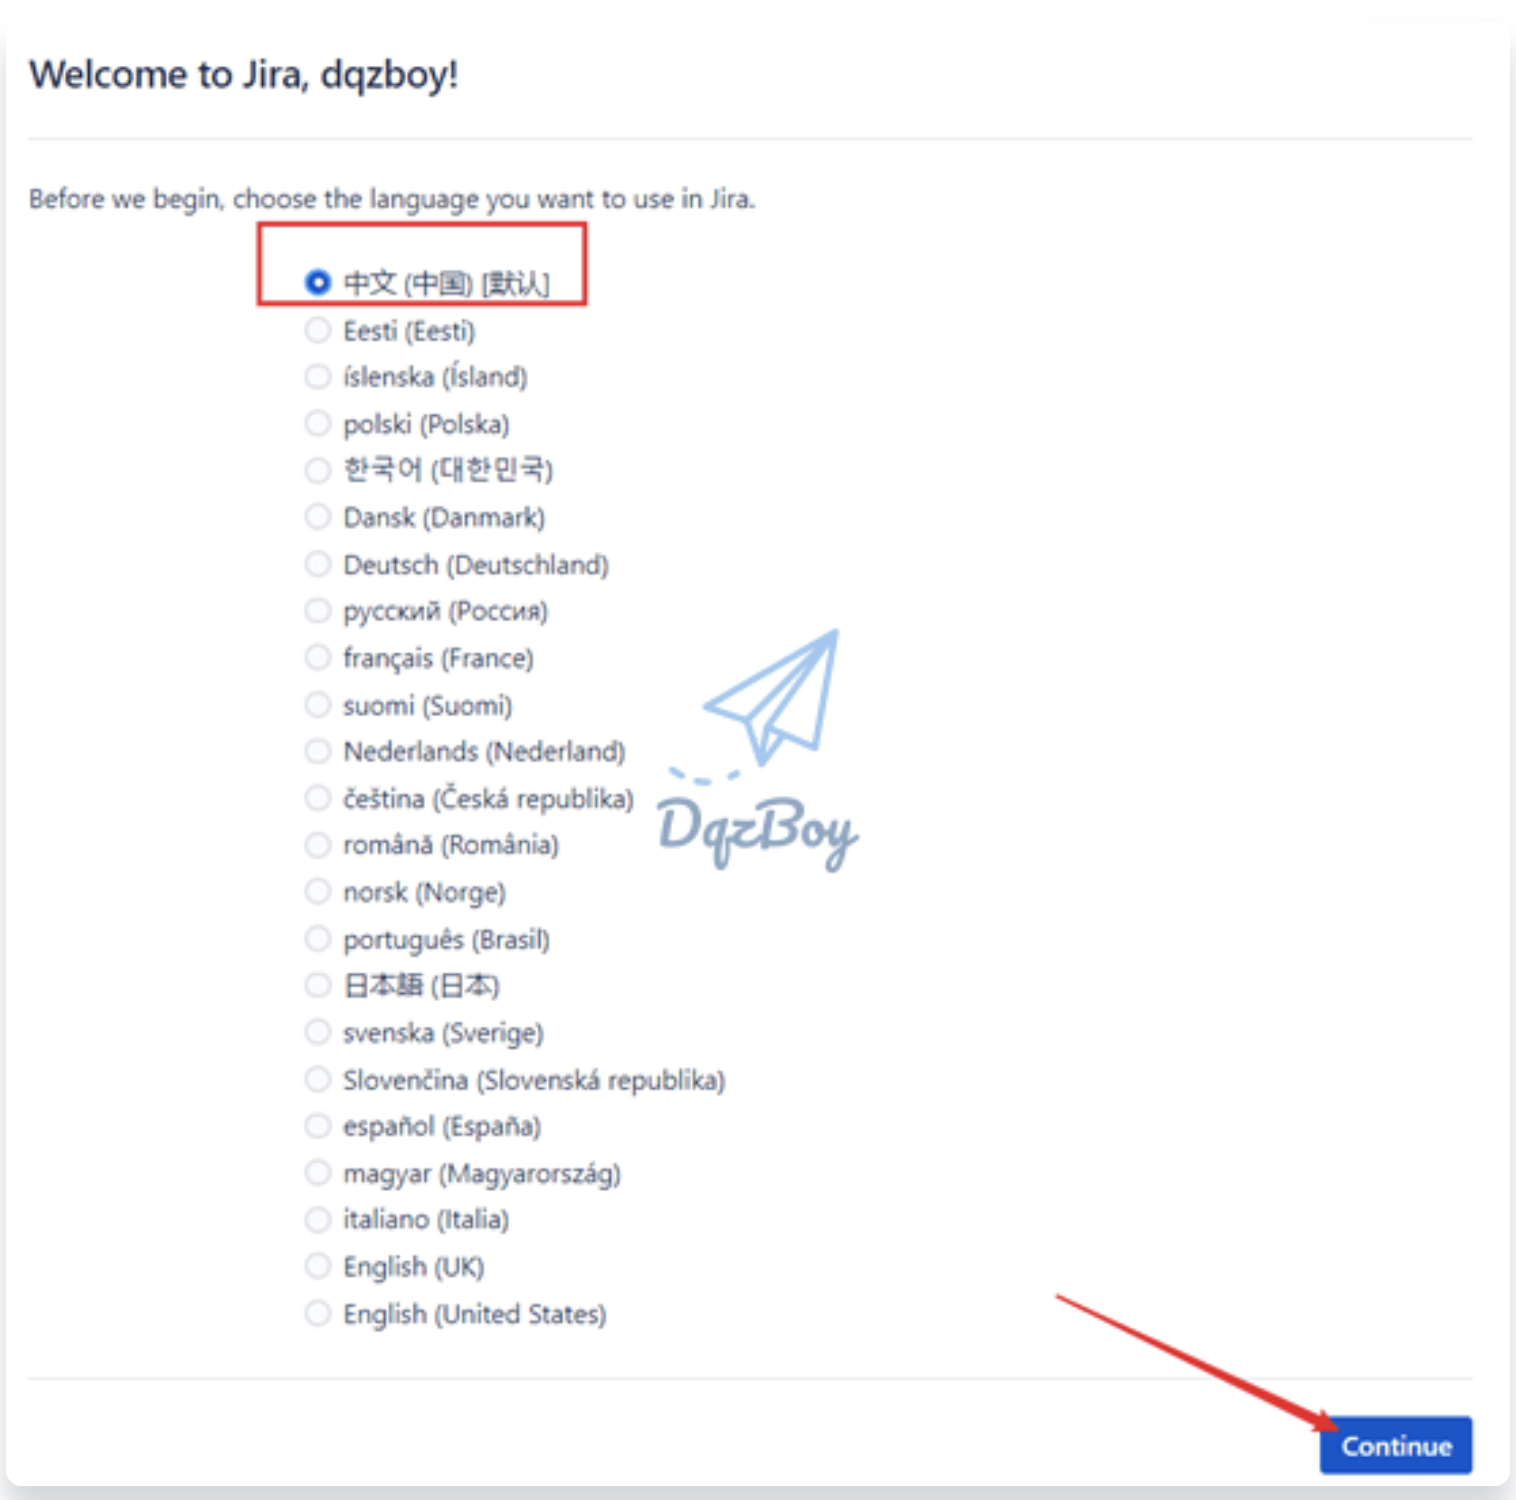 Welcome to Jira, dqzboy!
Before we begin, choose the language you want to use in Jira.
中文 (中国) [默认]
Eesti (Eesti)
íslenska (Ísland)
polski (Polska)
한국어 (대한민국)
Dansk (Danmark)
Deutsch (Deutschland)
русский (Россия)
français (France)
suomi (Suomi)
Nederlands (Nederland)
čeština (Česká republika)
română (România)
norsk (Norge)
português (Brasil)
日本語 (日本)
svenska (Sverige)
Slovenčina (Slovenská republika)
español (España)
magyar (Magyarország)
italiano (Italia)
English (UK)
English (United States)
DqzBoy
Continue